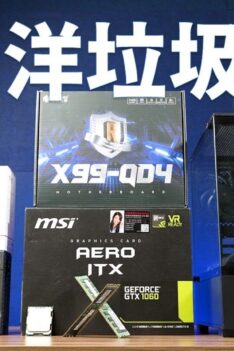 洋垃圾
X99-QD4
MOTHERBOARD
msi
GRAPHICS CARD
AERO
ITX
VR
READY
GEFORCE
GTX 1060